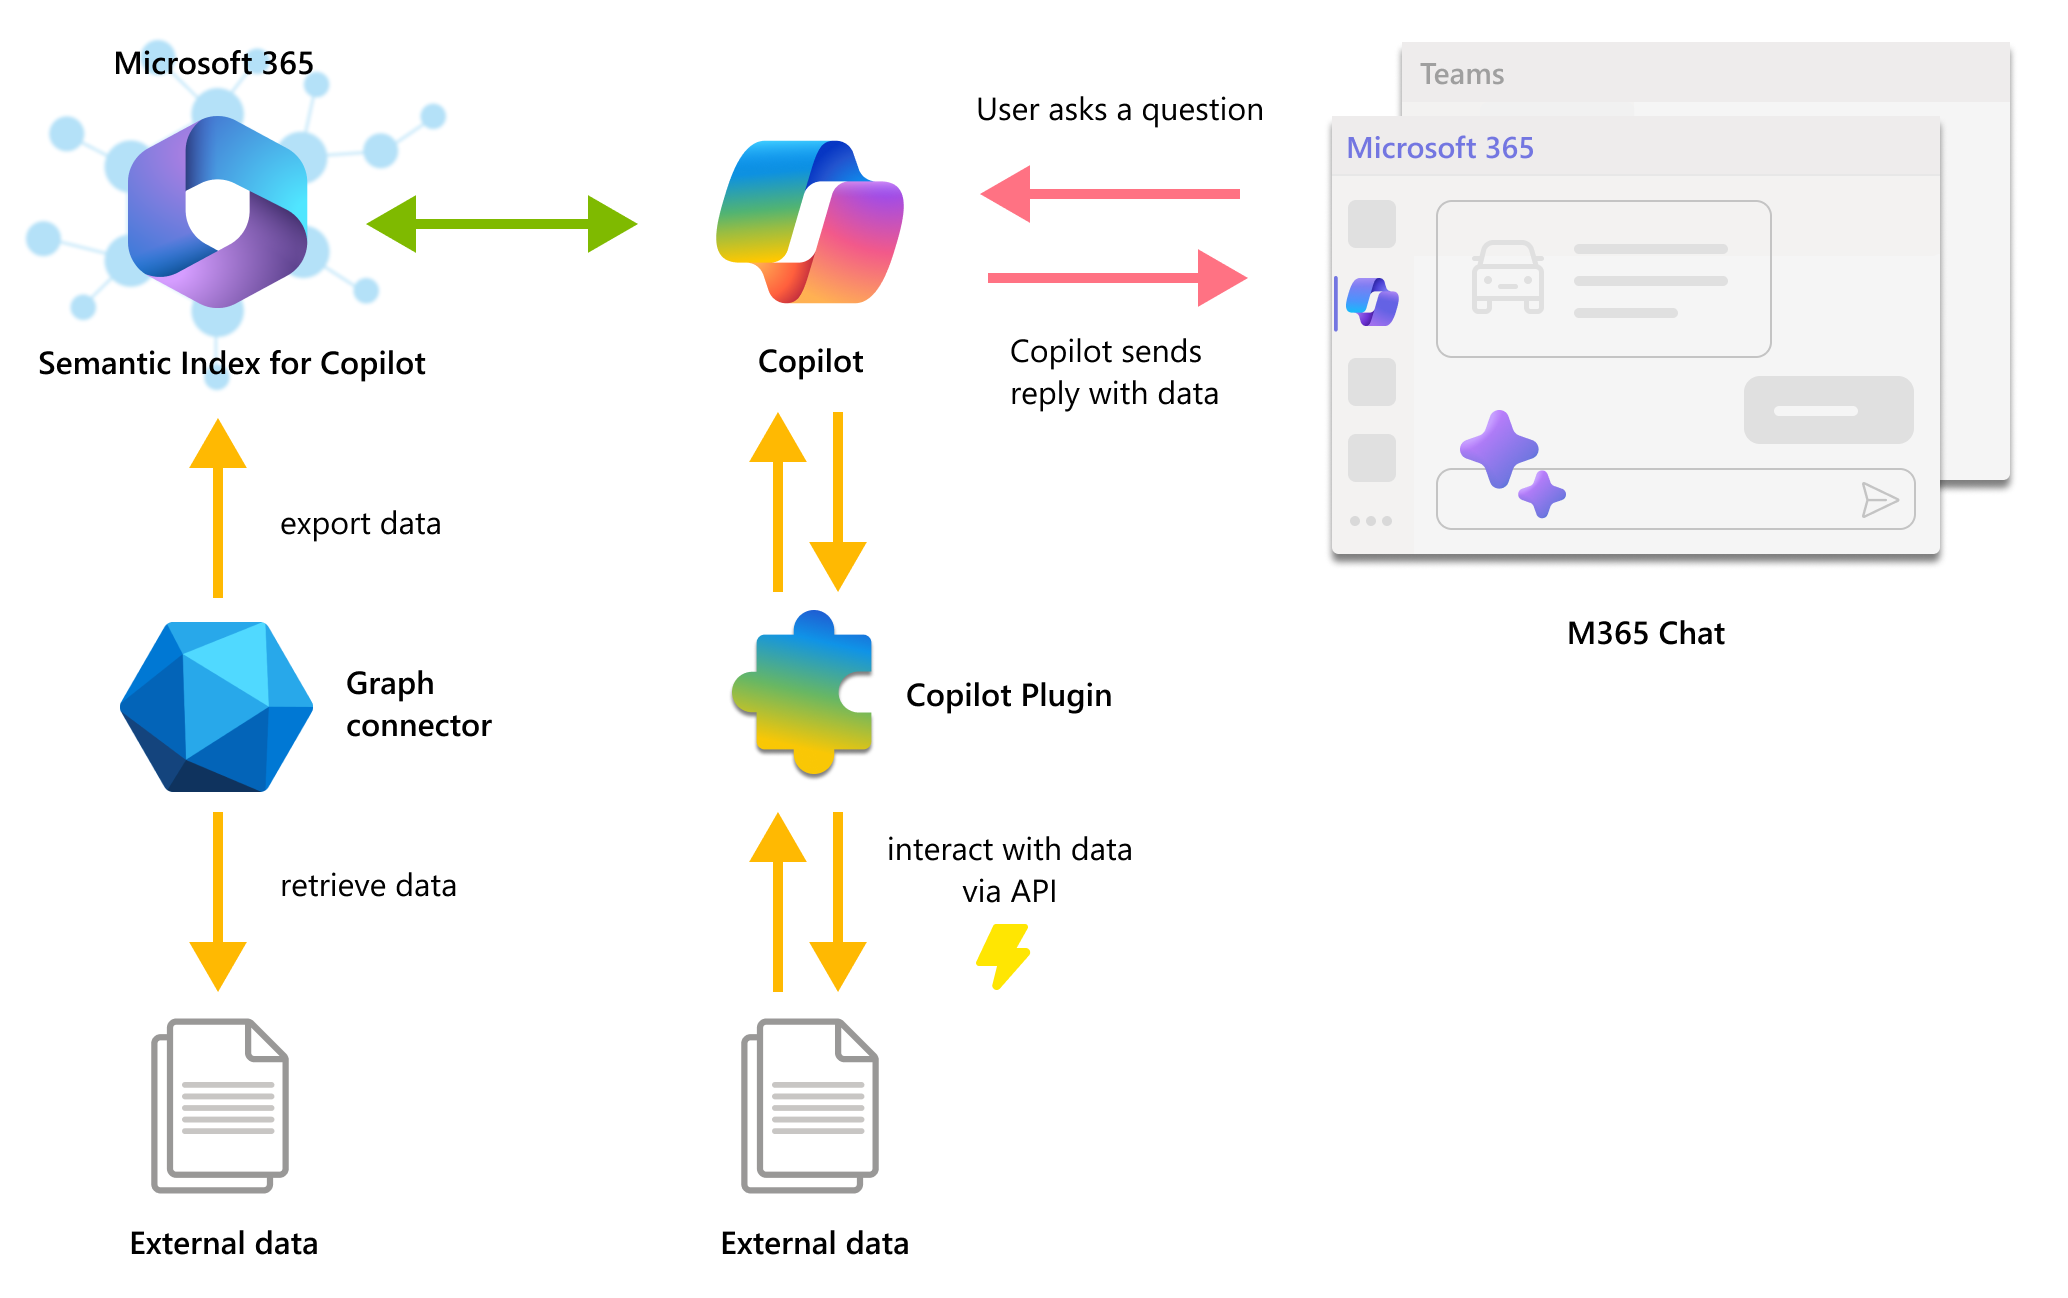 Microsoft 365
Semantic Index for Copilot
export data
Graph
connector
retrieve data
External data
Copilot
Copilot Plugin
interact with data
via API
External data
User asks a question
Copilot sends
reply with data
Teams
Microsoft 365
M365 Chat